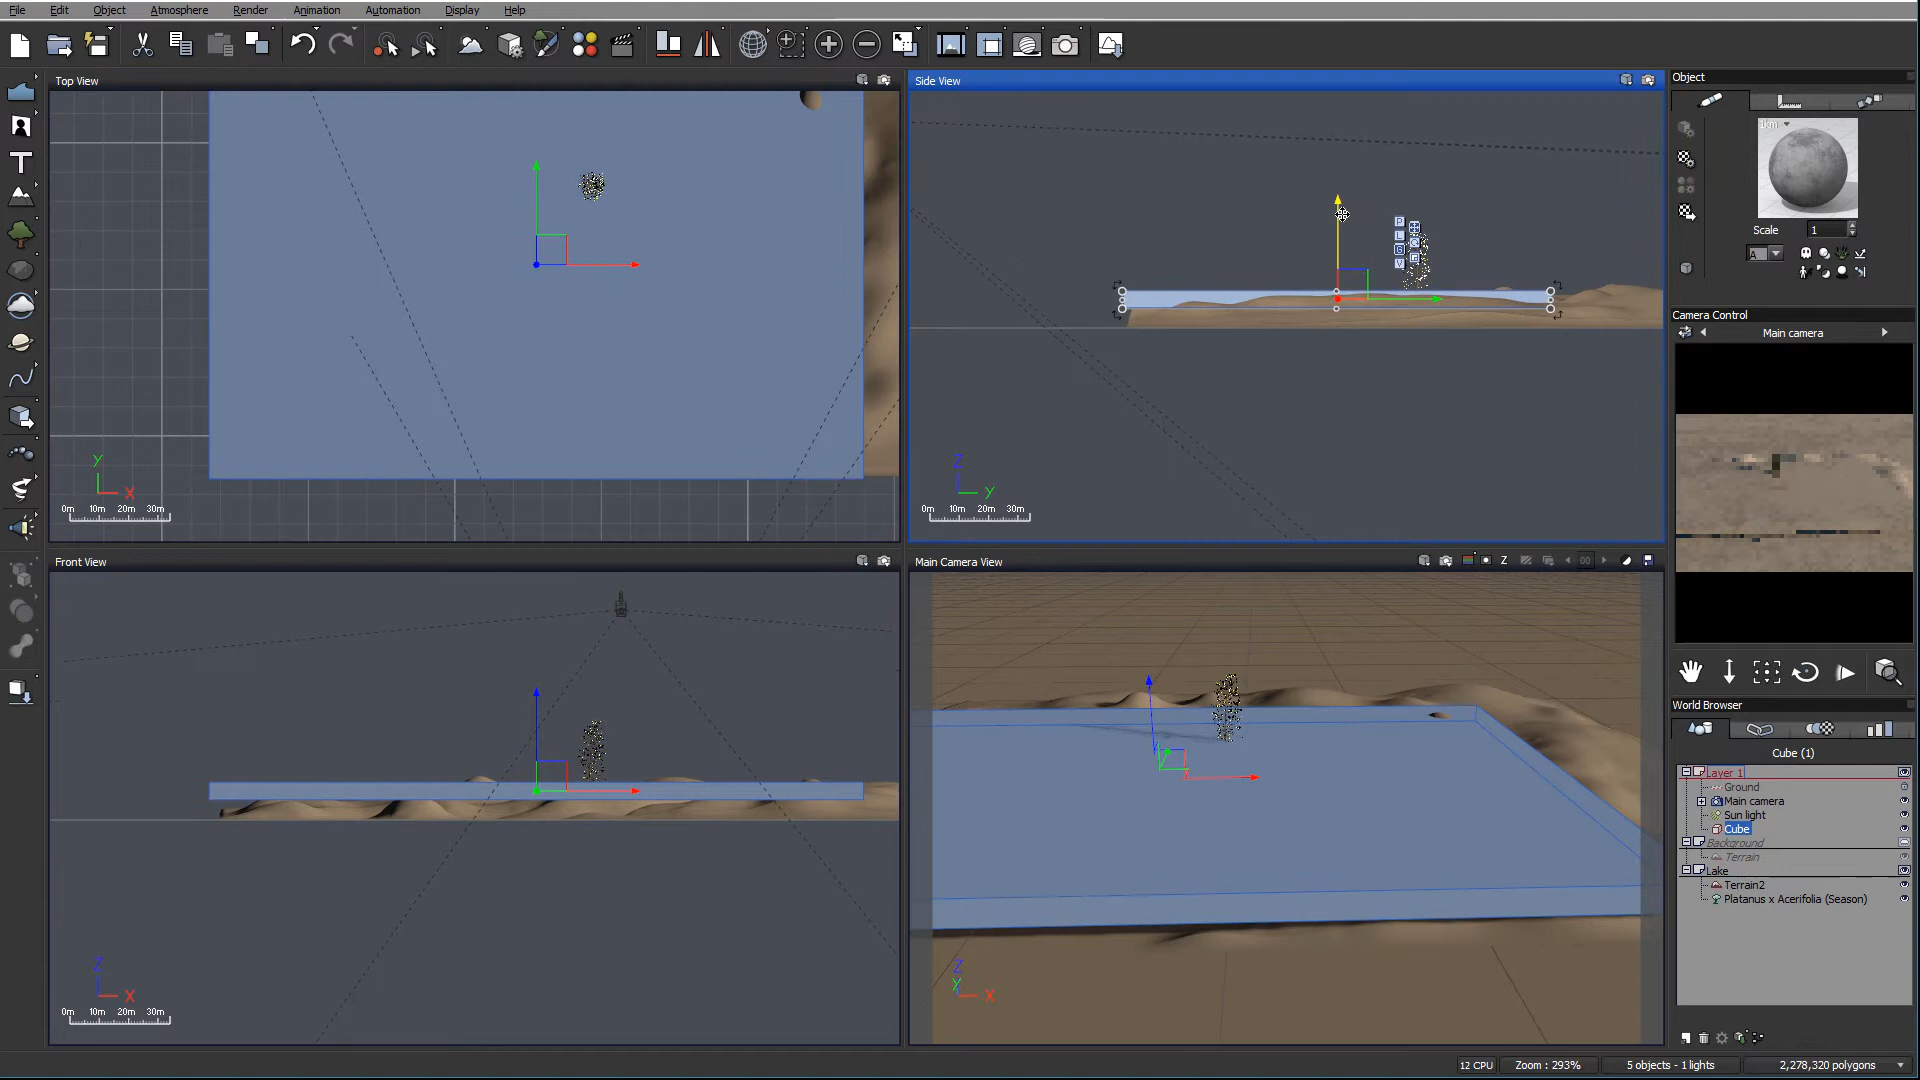 File Edit Object Atmosphere Render Animation Automation Display Help
Top View
Side View
Object
1km
Scale 1
A
P
L
G
V
Y
X
0m 10m 20m 30m
Z
Y
0m 10m 20m 30m
Camera Control
Main camera
Front View
Main Camera View
Z
Z
X
0m 10m 20m 30m
Z
Y
X
World Browser
Cube (1)
Layer 1
Ground
Main camera
Sun light
Cube
Background
Terrain
Lake
Terrain2
Platanus x Acerifolia (Season)
12 CPU Zoom : 293% 5 objects - 1 lights 2,278,320 polygons